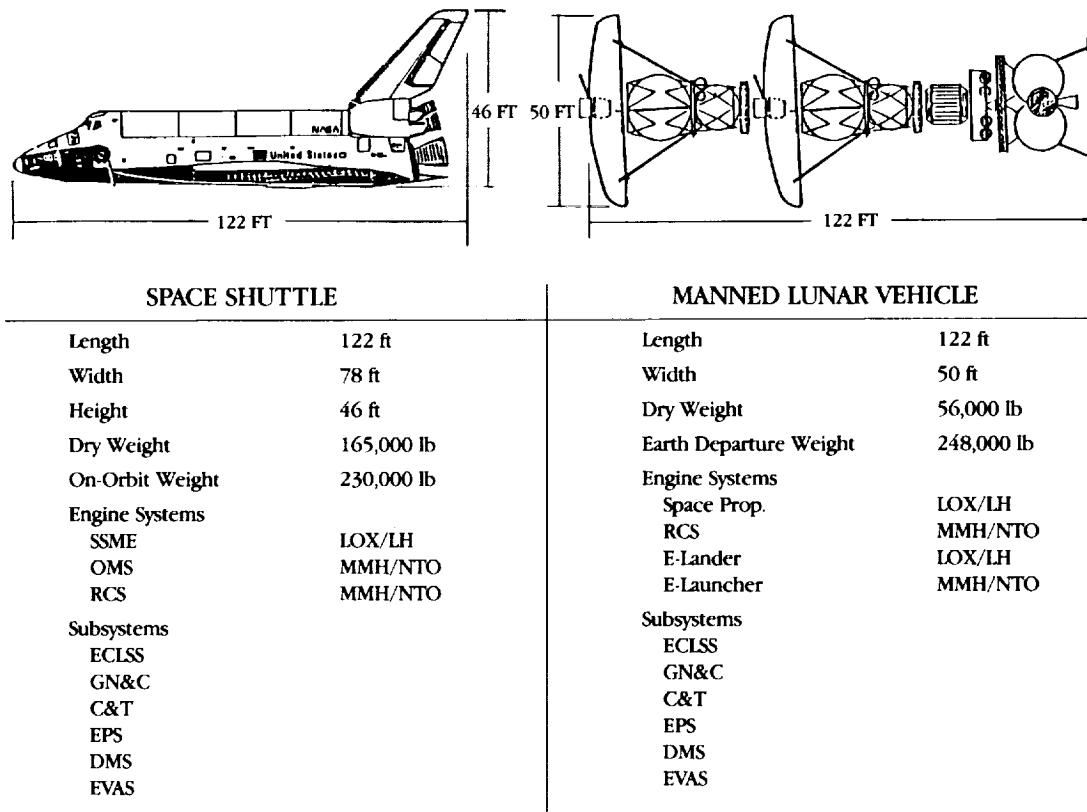 46 FT
50 FT
NASA
United States
122 FT
122 FT
SPACE SHUTTLE
Length 122 ft
Width 78 ft
Height 46 ft
Dry Weight 165,000 lb
On-Orbit Weight 230,000 lb
Engine Systems
SSME LOX/LH
OMS MMH/NTO
RCS MMH/NTO
Subsystems
ECLSS
GN&C
C&T
EPS
DMS
EVAS
MANNED LUNAR VEHICLE
Length 122 ft
Width 50 ft
Dry Weight 56,000 lb
Earth Departure Weight 248,000 lb
Engine Systems
Space Prop. LOX/LH
RCS MMH/NTO
E-Lander LOX/LH
E-Launcher MMH/NTO
Subsystems
ECLSS
GN&C
C&T
EPS
DMS
EVAS